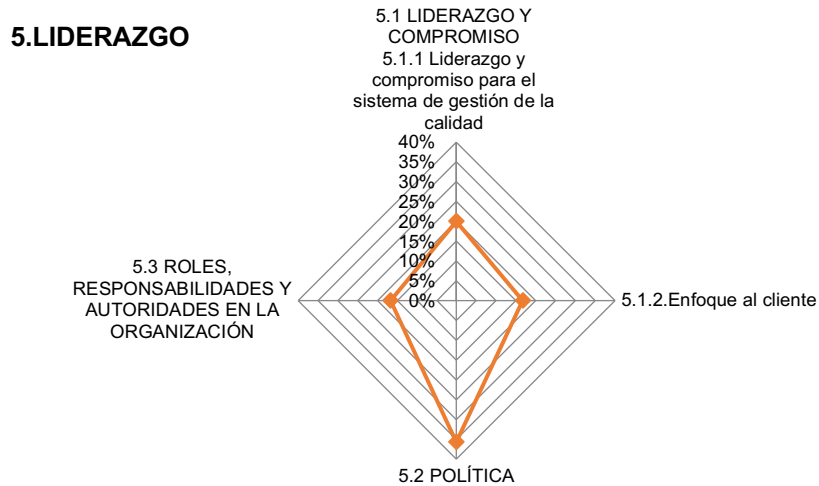 5.LIDERAZGO
5.1 LIDERAZGO Y
COMPROMISO
5.1.1 Liderazgo y
compromiso para el
sistema de gestión de la
calidad
40%
35%
30%
25%
20%
15%
10%
5%
0%
5.1.2.Enfoque al cliente
5.2 POLÍTICA
5.3 ROLES,
RESPONSABILIDADES Y
AUTORIDADES EN LA
ORGANIZACIÓN